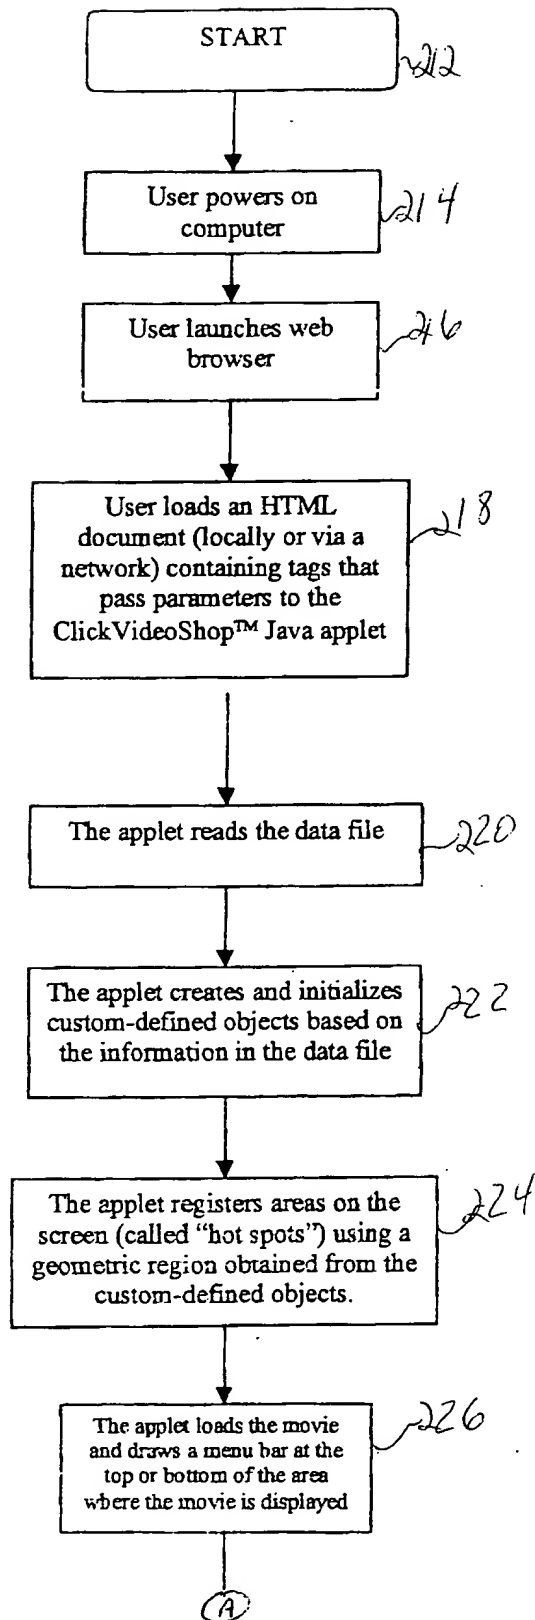 START
212
User powers on
computer
214
User launches web
browser
216
User loads an HTML
document (locally or via a
network) containing tags that
pass parameters to the
ClickVideoShop™ Java applet
218
The applet reads the data file
220
The applet creates and initializes
custom-defined objects based on
the information in the data file
222
The applet registers areas on the
screen (called “hot spots”) using a
geometric region obtained from the
custom-defined objects.
224
The applet loads the movie
and draws a menu bar at the
top or bottom of the area
where the movie is displayed
226
A